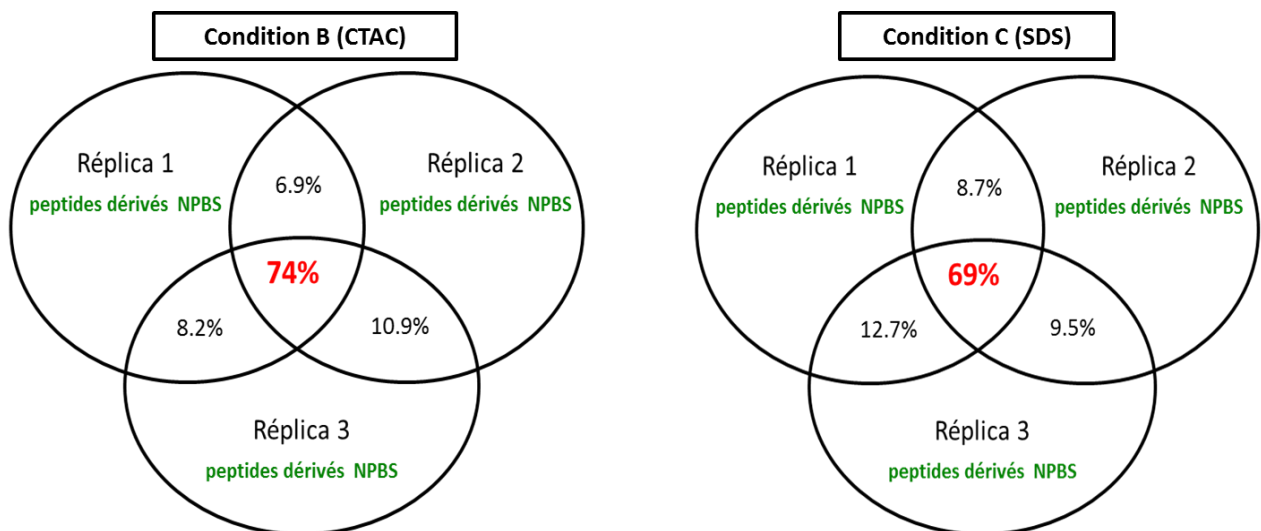 Condition B (CTAC)
Réplica 1
peptides dérivés NPBS
Réplica 2
peptides dérivés NPBS
6.9%
74%
8.2%
10.9%
Réplica 3
peptides dérivés NPBS
Condition C (SDS)
Réplica 1
peptides dérivés NPBS
Réplica 2
peptides dérivés NPBS
8.7%
69%
12.7%
9.5%
Réplica 3
peptides dérivés NPBS